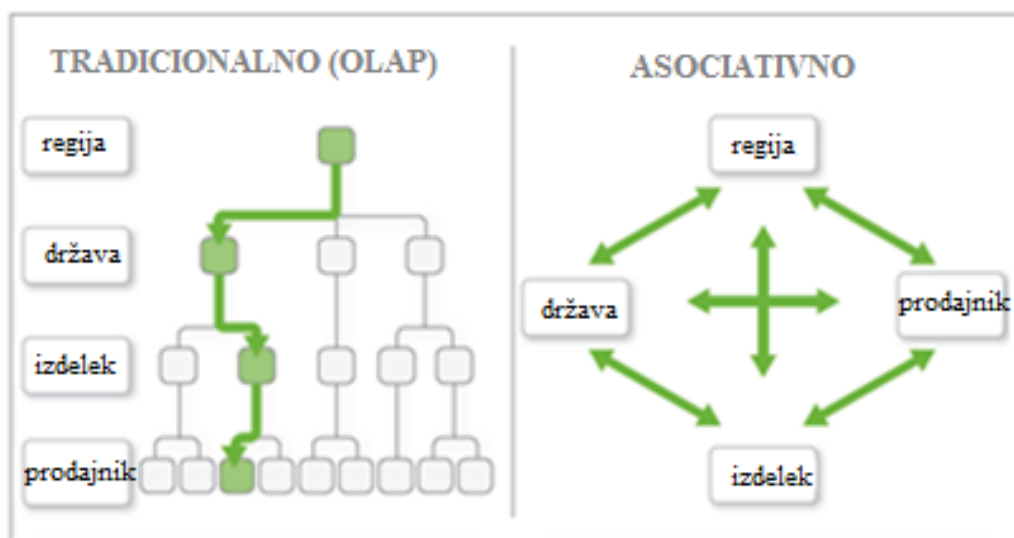 TRADICIONALNO (OLAP)
regija
država
izdelek
prodajnik
ASOCIATIVNO
regija
država
prodajnik
izdelek